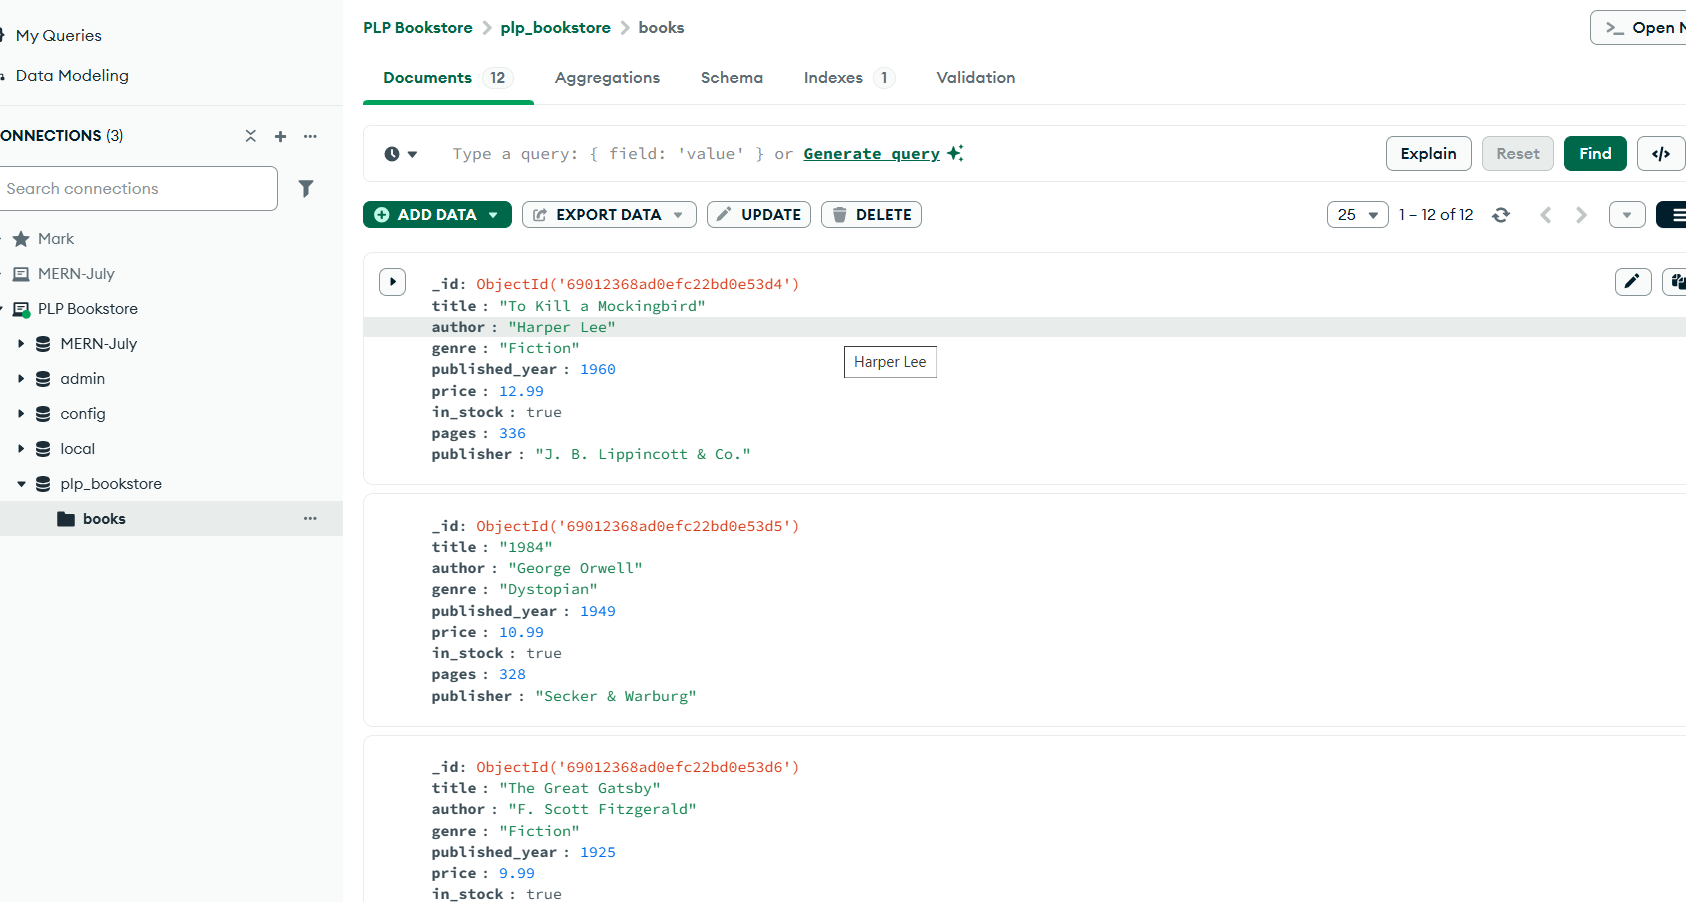 My Queries
Data Modeling
ONNECTIONS (3)
Search connections
Mark
MERN-July
PLP Bookstore
MERN-July
admin
config
local
plp_bookstore
books
PLP Bookstore > plp_bookstore > books
Open
Documents 12 Aggregations Schema Indexes 1 Validation
Type a query: { field: 'value' } or Generate query
Explain Reset Find </>
ADD DATA EXPORT DATA UPDATE DELETE
25 1 – 12 of 12
_id: ObjectId('69012368ad0efc22bd0e53d4')
title : "To Kill a Mockingbird"
author : "Harper Lee"
genre : "Fiction"
Harper Lee
published_year : 1960
price : 12.99
in_stock : true
pages : 336
publisher : "J. B. Lippincott & Co."
_id: ObjectId('69012368ad0efc22bd0e53d5')
title : "1984"
author : "George Orwell"
genre : "Dystopian"
published_year : 1949
price : 10.99
in_stock : true
pages : 328
publisher : "Secker & Warburg"
_id: ObjectId('69012368ad0efc22bd0e53d6')
title : "The Great Gatsby"
author : "F. Scott Fitzgerald"
genre : "Fiction"
published_year : 1925
price : 9.99
in_stock : true